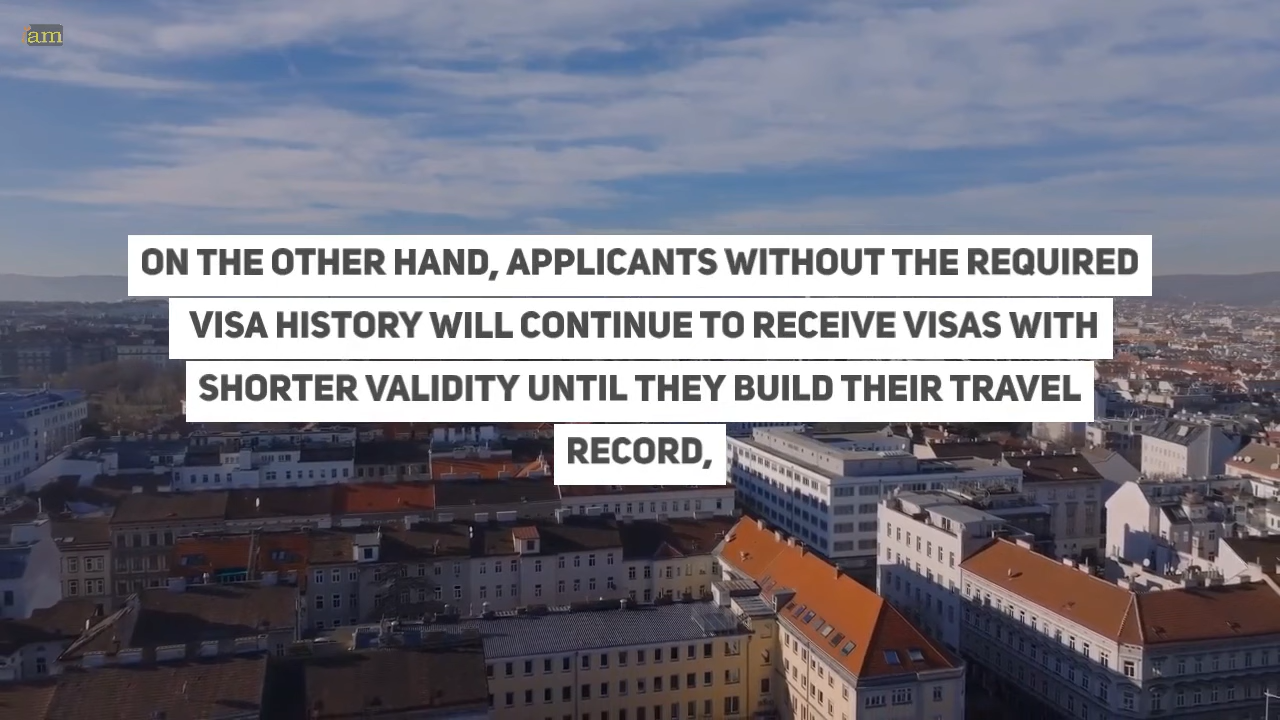 am
ON THE OTHER HAND, APPLICANTS WITHOUT THE REQUIRED
VISA HISTORY WILL CONTINUE TO RECEIVE VISAS WITH
SHORTER VALIDITY UNTIL THEY BUILD THEIR TRAVEL
RECORD,